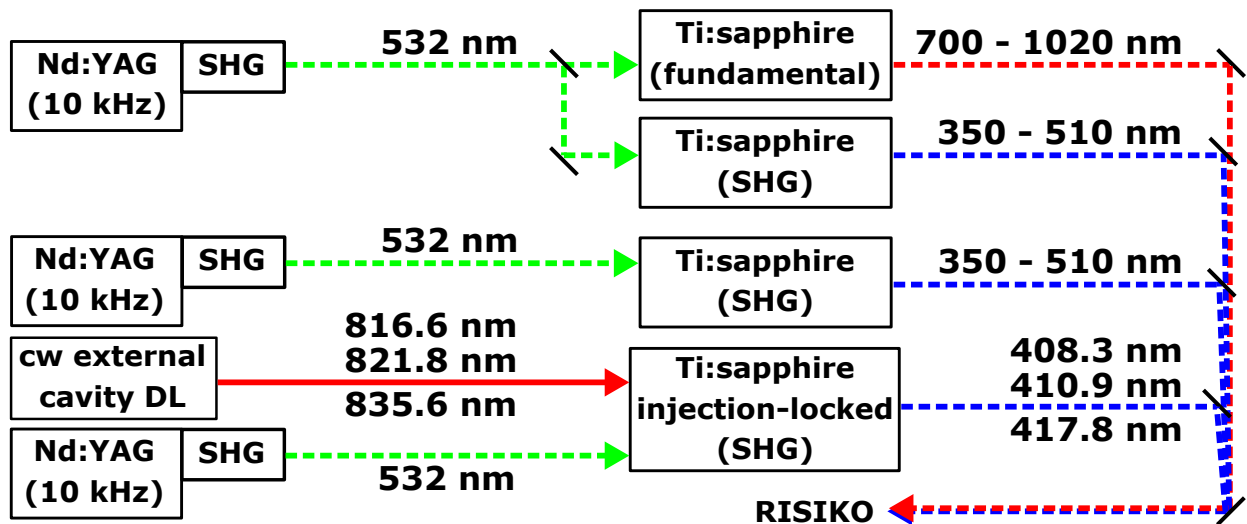 Nd:YAG
(10 kHz)
SHG
532 nm
Ti:sapphire
(fundamental)
700 - 1020 nm
Ti:sapphire
(SHG)
350 - 510 nm
Nd:YAG
(10 kHz)
SHG
532 nm
Ti:sapphire
(SHG)
350 - 510 nm
cw external
cavity DL
816.6 nm
821.8 nm
835.6 nm
Ti:sapphire
injection-locked
(SHG)
408.3 nm
410.9 nm
417.8 nm
Nd:YAG
(10 kHz)
SHG
532 nm
RISIKO